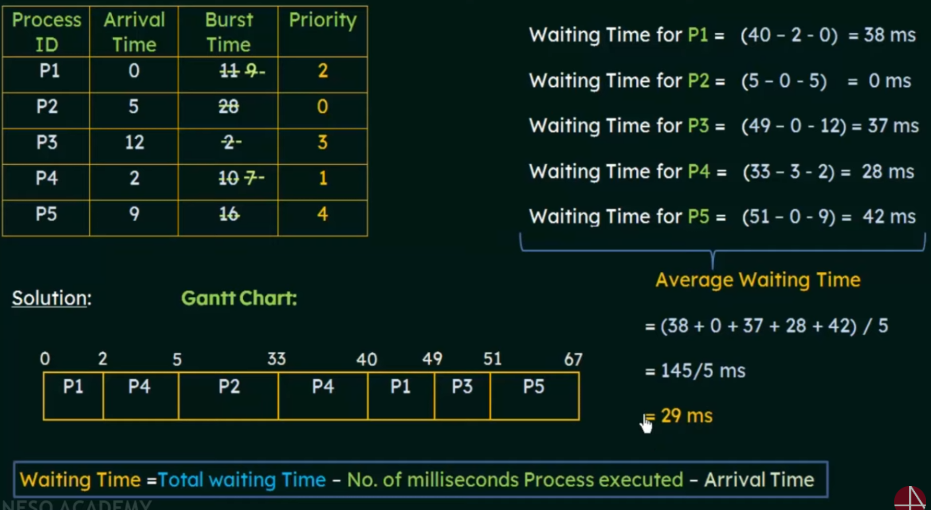 Process ID Arrival Time Burst Time Priority
P1 0 11 9 2
P2 5 28 0
P3 12 2 3
P4 2 10 7 1
P5 9 16 4
Waiting Time for P1 = (40 – 2 – 0) = 38 ms
Waiting Time for P2 = (5 – 0 – 5) = 0 ms
Waiting Time for P3 = (49 – 0 – 12) = 37 ms
Waiting Time for P4 = (33 – 3 – 2) = 28 ms
Waiting Time for P5 = (51 – 0 – 9) = 42 ms
Average Waiting Time
= (38 + 0 + 37 + 28 + 42) / 5
= 145/5 ms
= 29 ms
Solution: Gantt Chart:
0 2 5 33 40 49 51 67
P1 P4 P2 P4 P1 P3 P5
Waiting Time =Total waiting Time – No. of milliseconds Process executed – Arrival Time
NESO ACADEMY